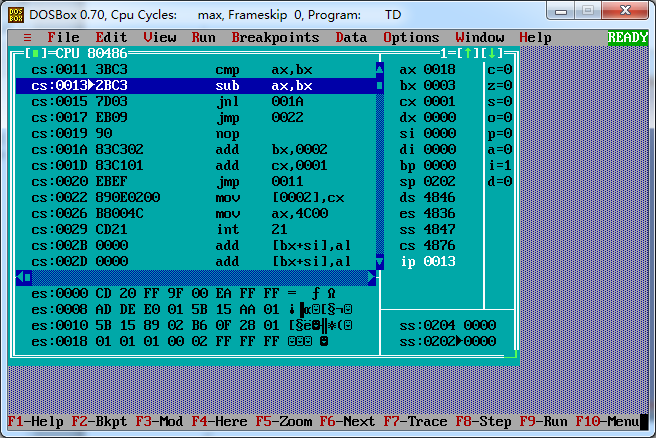 DOSBox 0.70, Cpu Cycles: max, Frameskip 0, Program: TD
≡ File Edit View Run Breakpoints Data Options Window Help READY
[■]=CPU 80486 1=[↑][↓]
cs:0011 3BC3 cmp ax,bx ax 0018 c=0
cs:0013►2BC3 sub ax,bx bx 0003 z=0
cs:0015 7D03 jnl 001A cx 0001 s=0
cs:0017 EB09 jmp 0022 dx 0000 o=0
cs:0019 90 nop si 0000 p=0
cs:001A 83C302 add bx,0002 di 0000 a=0
cs:001D 83C101 add cx,0001 bp 0000 i=1
cs:0020 EBEF jmp 0011 sp 0202 d=0
cs:0022 890E0200 mov [0002],cx ds 4846
cs:0026 B8004C mov ax,4C00 es 4836
cs:0029 CD21 int 21 ss 4847
cs:002B 0000 add [bx+si],al cs 4876
cs:002D 0000 add [bx+si],al ip 0013
es:0000 CD 20 FF 9F 00 EA FF FF = ƒ Ω
es:0008 AD DE E0 01 5B 15 AA 01 ¡▐α☺[§¬☺
es:0010 5B 15 89 02 B6 0F 28 01 [§ë☻╢☼(☺ ss:0204 0000
es:0018 01 01 01 00 02 FF FF FF ☺☺☺ ☻ ss:0202►0000
F1-Help F2-Bkpt F3-Mod F4-Here F5-Zoom F6-Next F7-Trace F8-Step F9-Run F10-Menu